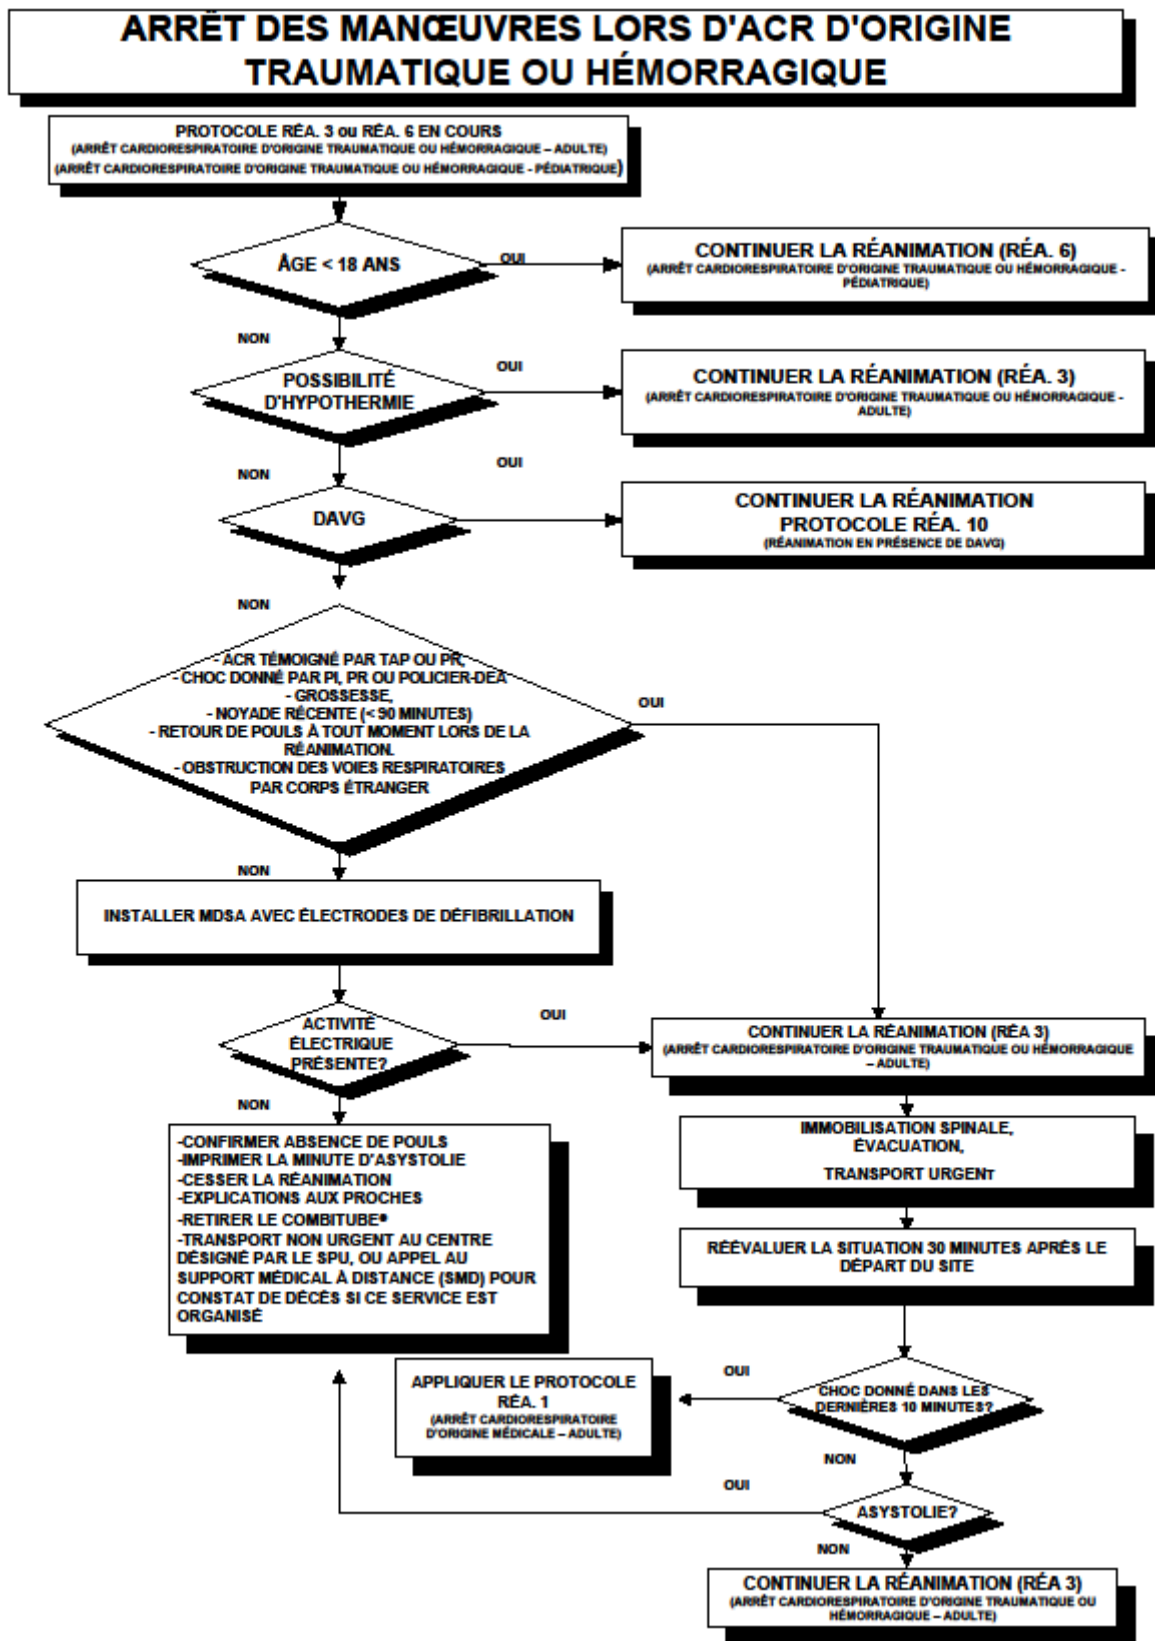 ARRÊT DES MANŒUVRES LORS D'ACR D'ORIGINE
TRAUMATIQUE OU HÉMORRAGIQUE
PROTOCOLE RÉA. 3 ou RÉA. 6 EN COURS
(ARRÊT CARDIORESPIRATOIRE D'ORIGINE TRAUMATIQUE OU HÉMORRAGIQUE – ADULTE)
(ARRÊT CARDIORESPIRATOIRE D'ORIGINE TRAUMATIQUE OU HÉMORRAGIQUE - PÉDIATRIQUE)
ÂGE < 18 ANS
OUI
CONTINUER LA RÉANIMATION (RÉA. 6)
(ARRÊT CARDIORESPIRATOIRE D'ORIGINE TRAUMATIQUE OU HÉMORRAGIQUE -
PÉDIATRIQUE)
NON
POSSIBILITÉ
D'HYPOTHERMIE
OUI
CONTINUER LA RÉANIMATION (RÉA. 3)
(ARRÊT CARDIORESPIRATOIRE D'ORIGINE TRAUMATIQUE OU HÉMORRAGIQUE -
ADULTE)
NON
OUI
DAVG
CONTINUER LA RÉANIMATION
PROTOCOLE RÉA. 10
(RÉANIMATION EN PRÉSENCE DE DAVG)
NON
- ACR TÉMOIGNÉ PAR TAP OU PR,
- CHOC DONNÉ PAR PI, PR OU POLICIER-DEA
- GROSSESSE,
- NOYADE RÉCENTE (< 90 MINUTES)
- RETOUR DE POULS À TOUT MOMENT LORS DE LA
RÉANIMATION.
- OBSTRUCTION DES VOIES RESPIRATOIRES
PAR CORPS ÉTRANGER
OUI
NON
INSTALLER MDSA AVEC ÉLECTRODES DE DÉFIBRILLATION
ACTIVITÉ
ÉLECTRIQUE
PRÉSENTE?
OUI
CONTINUER LA RÉANIMATION (RÉA 3)
(ARRÊT CARDIORESPIRATOIRE D'ORIGINE TRAUMATIQUE OU HÉMORRAGIQUE
– ADULTE)
NON
-CONFIRMER ABSENCE DE POULS
-IMPRIMER LA MINUTE D'ASYSTOLIE
-CESSER LA RÉANIMATION
-EXPLICATIONS AUX PROCHES
-RETIRER LE COMBITUBE®
-TRANSPORT NON URGENT AU CENTRE
DÉSIGNÉ PAR LE SPU, OU APPEL AU
SUPPORT MÉDICAL À DISTANCE (SMD) POUR
CONSTAT DE DÉCÈS SI CE SERVICE EST
ORGANISÉ
IMMOBILISATION SPINALE,
ÉVACUATION,
TRANSPORT URGENT
RÉÉVALUER LA SITUATION 30 MINUTES APRÈS LE
DÉPART DU SITE
CHOC DONNÉ DANS LES
DERNIÈRES 10 MINUTES?
OUI
APPLIQUER LE PROTOCOLE
RÉA. 1
(ARRÊT CARDIORESPIRATOIRE
D'ORIGINE MÉDICALE – ADULTE)
NON
OUI
ASYSTOLIE?
NON
CONTINUER LA RÉANIMATION (RÉA 3)
(ARRÊT CARDIORESPIRATOIRE D'ORIGINE TRAUMATIQUE OU
HÉMORRAGIQUE – ADULTE)